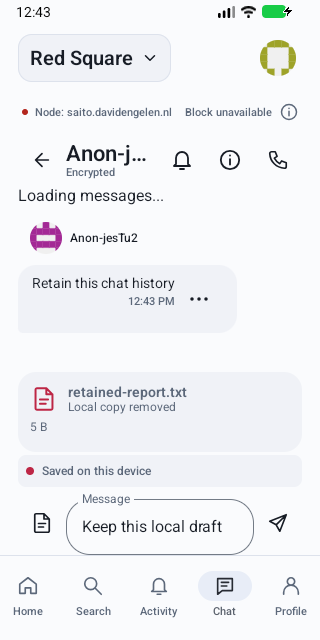 12:43
Red Square
Node: saito.davidengelen.nl Block unavailable
Anon-j...
Encrypted
Loading messages...
Anon-jesTu2
Retain this chat history
12:43 PM
retained-report.txt
Local copy removed
5 B
Saved on this device
Message
Keep this local draft
Home Search Activity Chat Profile